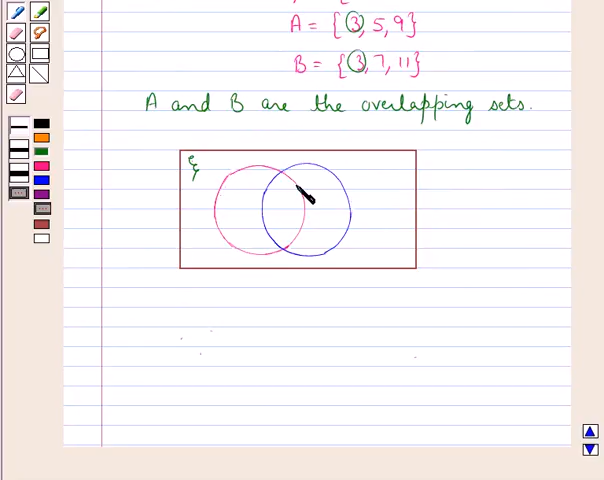 A = { 3, 5, 9}
B = { 3, 7, 11}
A and B are the overlapping sets.
ξ